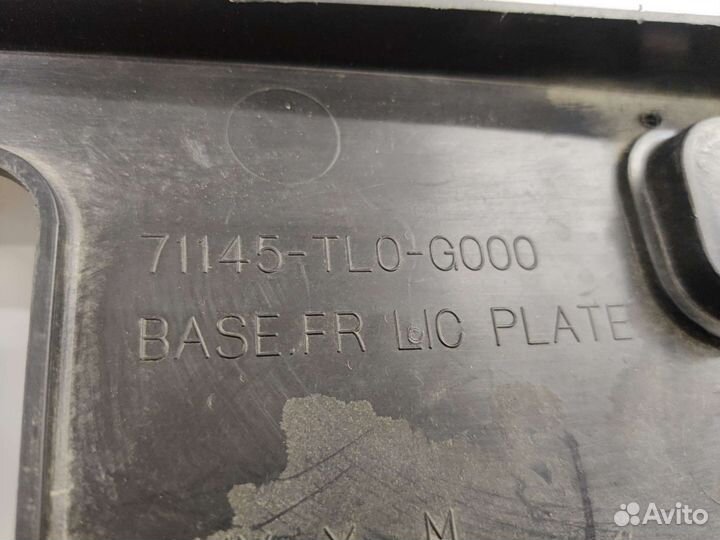 71145-TL0-G000
BASE,FR LIC PLATE
M
Avito